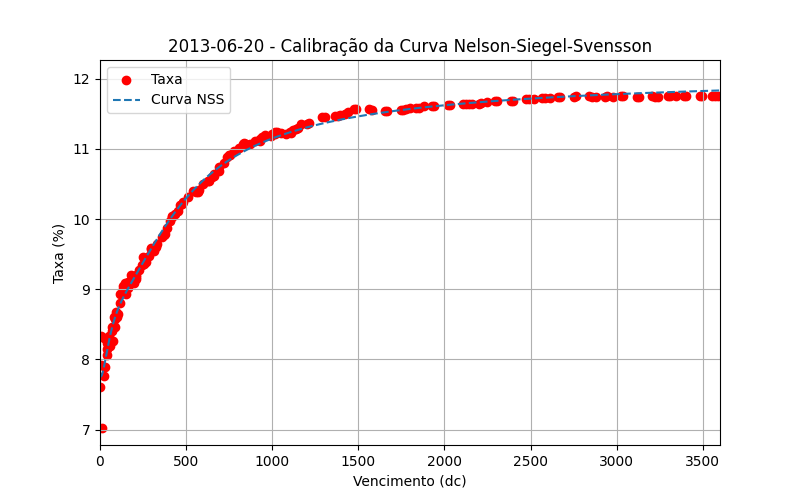 2013-06-20 - Calibração da Curva Nelson-Siegel-Svensson
Taxa
Curva NSS
Taxa (%)
12
11
10
9
8
7
0 500 1000 1500 2000 2500 3000 3500
Vencimento (dc)